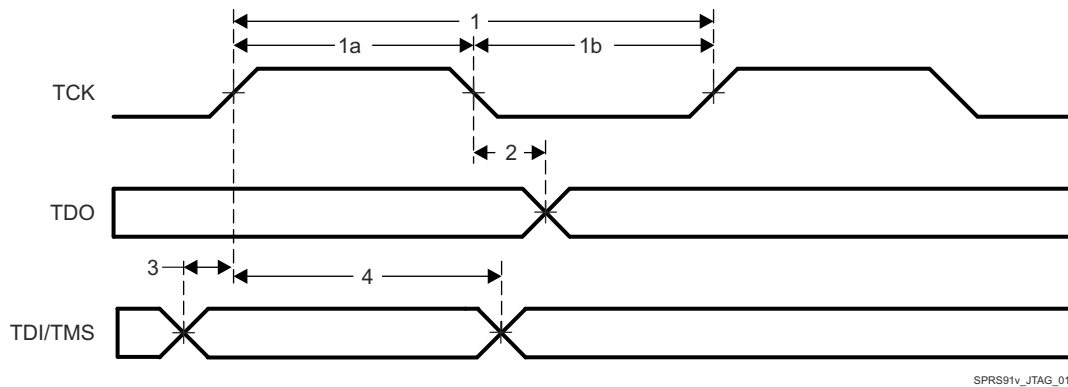 1
1a
1b
TCK
2
TDO
3
4
TDI/TMS
SPRS91v_JTAG_01